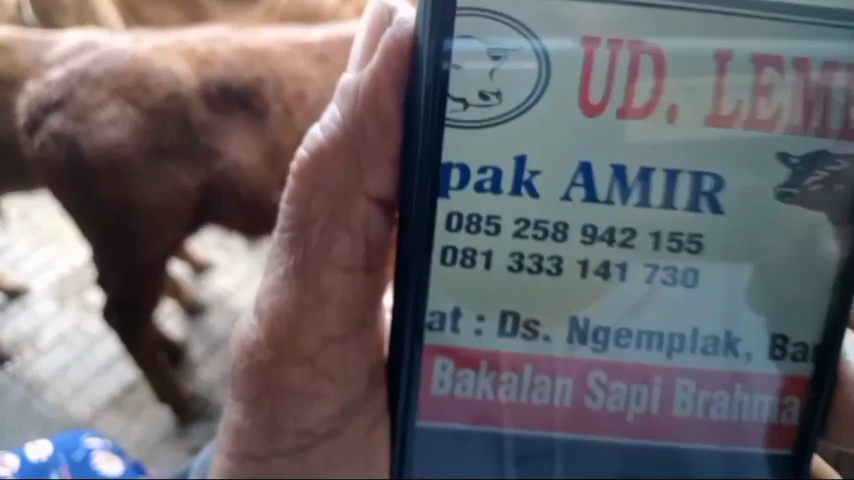 UD. LEM
pak AMIR
085 258 942 155
081 333 141 730
at : Ds. Ngemplak, Ba
Bakalan Sapi Brahma